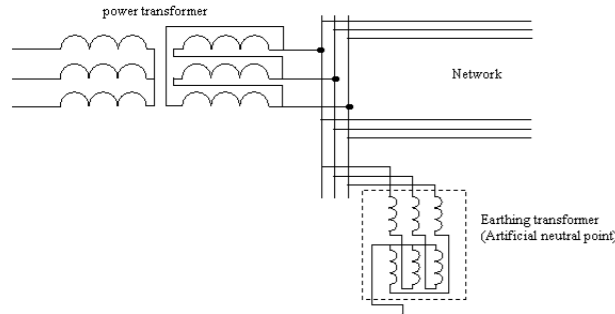 power transformer
Network
Earthing transformer
(Artificial neutral point)